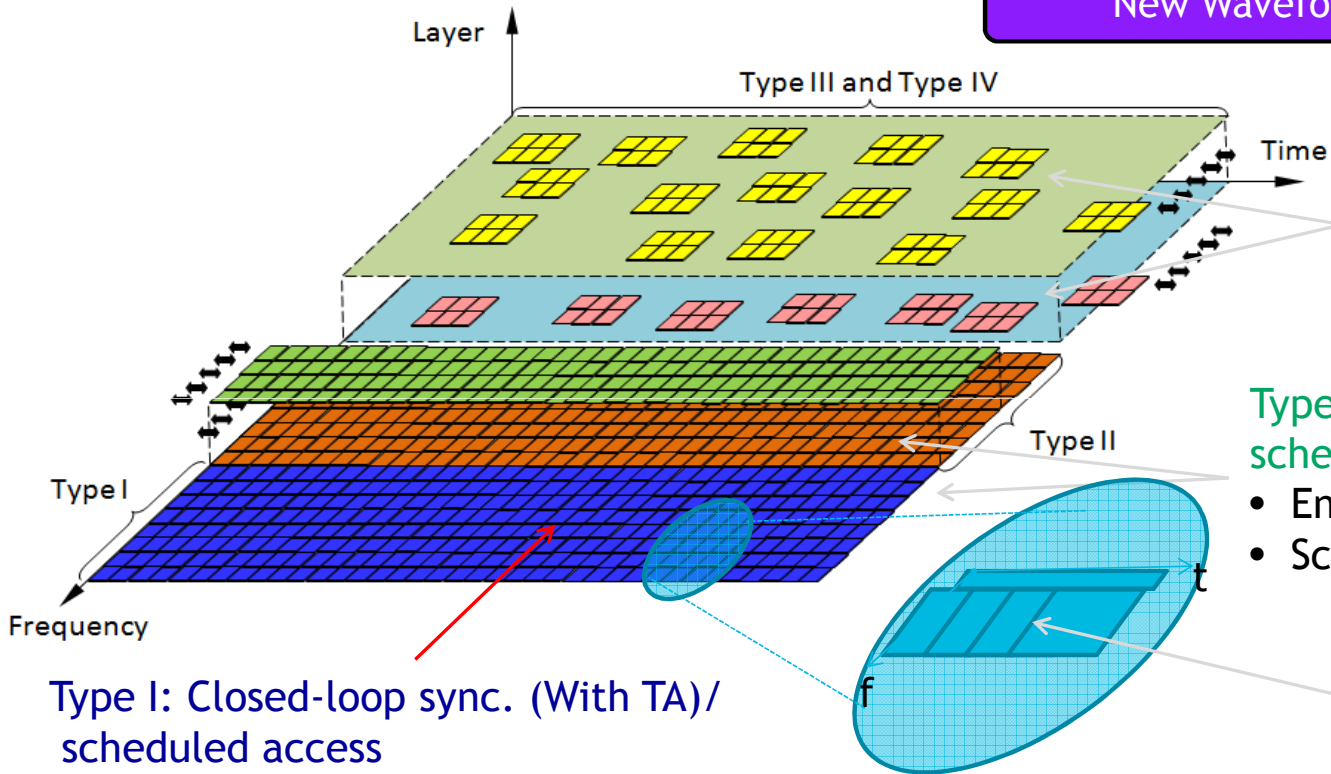 New
Layer
Type III and Type IV
Time
Type
sche
Type II
• En
• Sc
Type I
t
Frequency
f
Type I: Closed-loop sync. (With TA)/
scheduled access